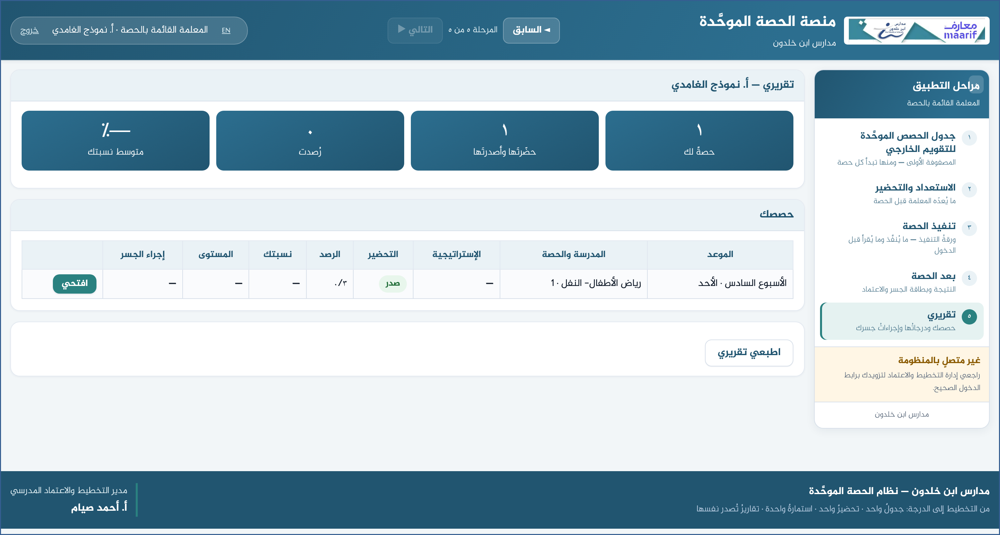 معارف
maarif
مدارس
ابن خلدون
Ibn Khaldun Schools
منصة الحصة الموحَّدة
مدارس ابن خلدون
◄ السابق
المرحلة ٥ من ٥
التالي ▶
EN
المعلمة القائمة بالحصة · أ. نموذج الغامدي
خروج
مراحل التطبيق
المعلمة القائمة بالحصة
١
جدول الحصص الموحَّدة
للتقويم الخارجي
المصفوفة الأولى — ومنها تبدأ كل حصة
٢
الاستعداد والتحضير
ما يُعدّه المعلمة قبل الحصة
٣
تنفيذ الحصة
ورقةُ التنفيذ — ما يُنفَّذ وما يُقرأ قبل
الدخول
٤
بعد الحصة
النتيجة وبطاقة الجسر والاعتماد
٥
تقريري
حصصك ودرجاتُها وإجراءاتُ جسرك
غير متصلٍ بالمنظومة
راجعي إدارة التخطيط والاعتماد لتزويدك برابط
الدخول الصحيح.
مدارس ابن خلدون
تقريري — أ. نموذج الغامدي
١
حصةً لك
١
حضّرتَها وأصدرتَها
٠
رُصدت
—٪
متوسط نسبتك
حصصك
الموعد المدرسة والحصة الإستراتيجية التحضير الرصد نسبتك المستوى إجراء الجسر
الأسبوع السادس · الأحد رياض الأطفال- النفل · 1 — صدر ٠/٣ — — — افتحي
اطبعي تقريري
مدارس ابن خلدون — نظام الحصة الموحَّدة
من التخطيط إلى الدرجة: جدولٌ واحد · تحضيرٌ واحد · استمارةٌ واحدة · تقاريرُ تُصدر نفسها
مدير التخطيط والاعتماد المدرسي
أ. أحمد صيام